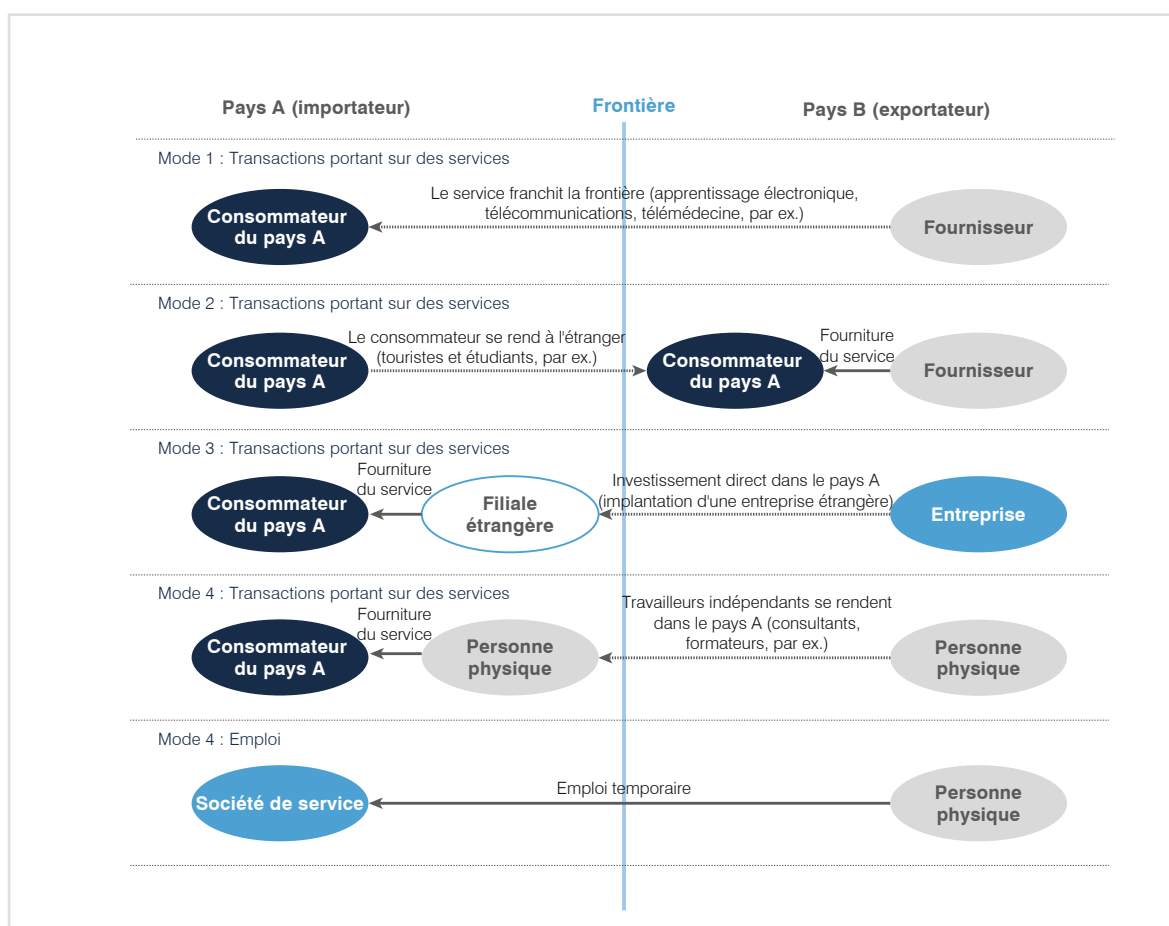 Pays A (importateur)
Frontière
Pays B (exportateur)
Mode 1 : Transactions portant sur des services
Le service franchit la frontière (apprentissage électronique,
télécommunications, télémédecine, par ex.)
Consommateur
du pays A
Fournisseur
Mode 2 : Transactions portant sur des services
Le consommateur se rend à l'étranger
(touristes et étudiants, par ex.)
Consommateur
du pays A
Consommateur
du pays A
Fourniture
du service
Fournisseur
Mode 3 : Transactions portant sur des services
Consommateur
du pays A
Fourniture
du service
Filiale
étrangère
Investissement direct dans le pays A
(implantation d'une entreprise étrangère)
Entreprise
Mode 4 : Transactions portant sur des services
Consommateur
du pays A
Fourniture
du service
Personne
physique
Travailleurs indépendants se rendent
dans le pays A (consultants,
formateurs, par ex.)
Personne
physique
Mode 4 : Emploi
Société de service
Emploi temporaire
Personne
physique